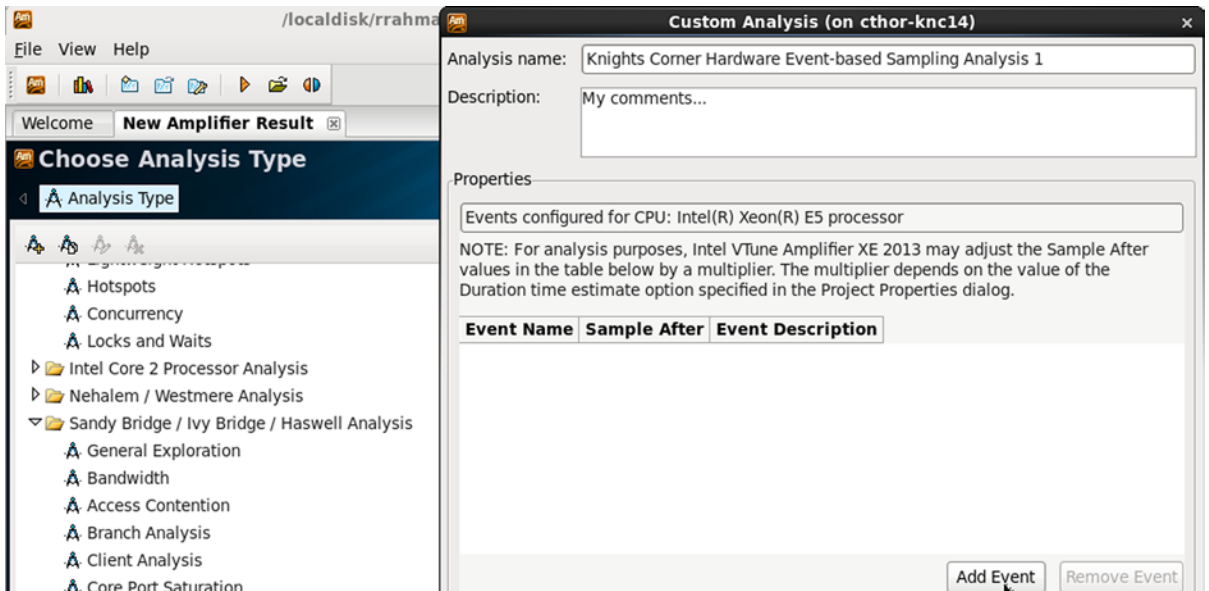 /localdisk/rrahma
File View Help
Welcome
New Amplifier Result
Am Choose Analysis Type
Analysis Type
Hotspots
Concurrency
Locks and Waits
Intel Core 2 Processor Analysis
Nehalem / Westmere Analysis
Sandy Bridge / Ivy Bridge / Haswell Analysis
General Exploration
Bandwidth
Access Contention
Branch Analysis
Client Analysis
Core Port Saturation
Custom Analysis (on cthor-knc14)
Analysis name: Knights Corner Hardware Event-based Sampling Analysis 1
Description: My comments...
Properties
Events configured for CPU: Intel(R) Xeon(R) E5 processor
NOTE: For analysis purposes, Intel VTune Amplifier XE 2013 may adjust the Sample After
values in the table below by a multiplier. The multiplier depends on the value of the
Duration time estimate option specified in the Project Properties dialog.
Event Name Sample After Event Description
Add Event Remove Event